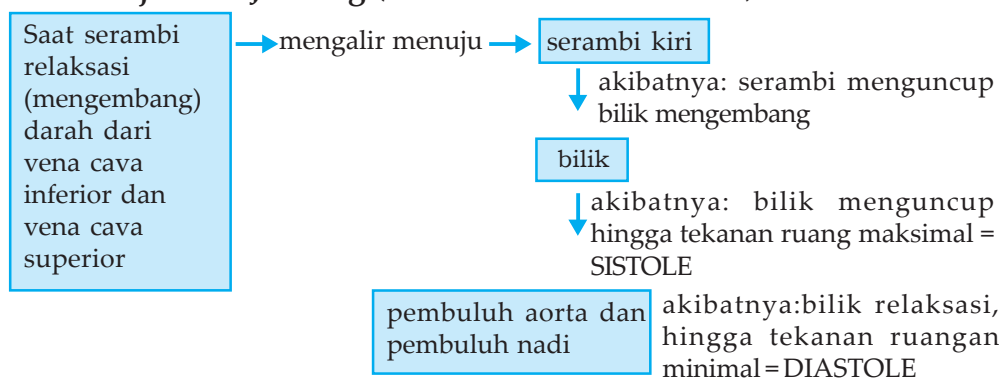 Saat serambi
relaksasi
(mengembang)
darah dari
vena cava
inferior dan
vena cava
superior
mengalir menuju
serambi kiri
akibatnya: serambi menguncup
bilik mengembang
bilik
akibatnya: bilik menguncup
hingga tekanan ruang maksimal =
SISTOLE
pembuluh aorta dan
pembuluh nadi
akibatnya:bilik relaksasi,
hingga tekanan ruangan
minimal = DIASTOLE